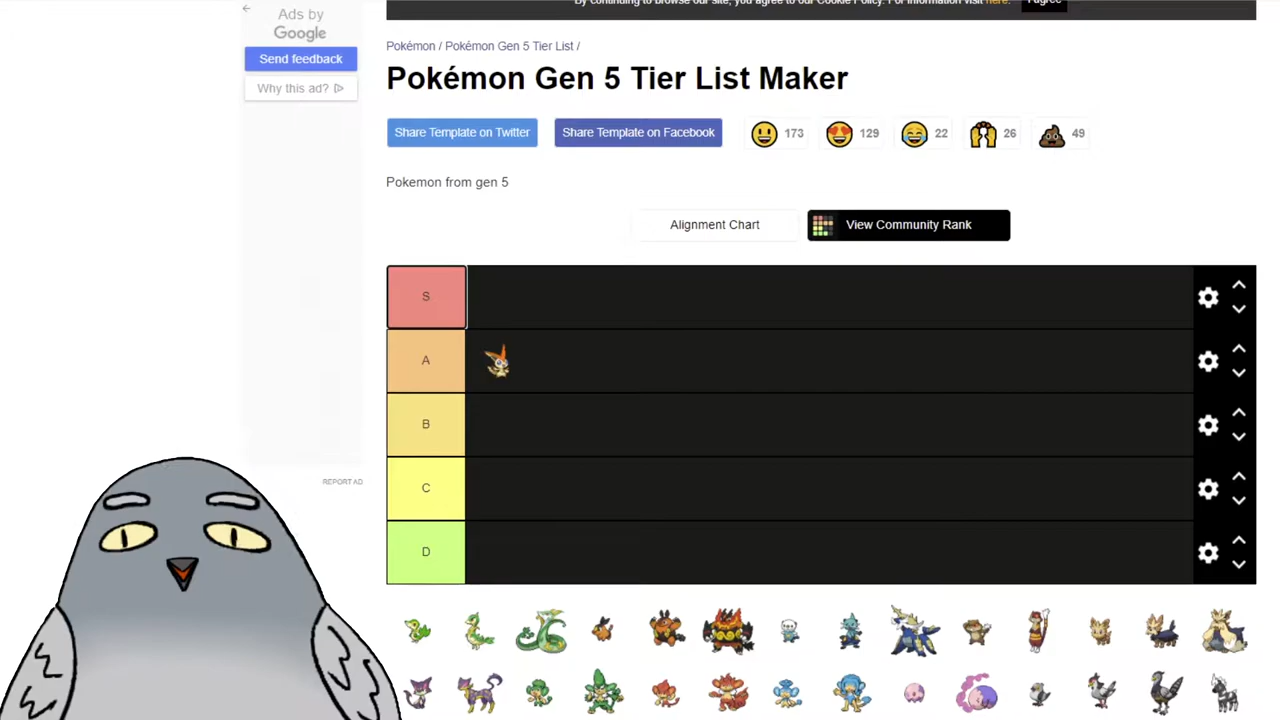 By continuing to browse our site, you agree to our Cookie Policy. For information visit here.
I agree
Ads by
Google
Send feedback
Why this ad?
Pokémon / Pokémon Gen 5 Tier List /
Pokémon Gen 5 Tier List Maker
Share Template on Twitter
Share Template on Facebook
173
129
22
26
49
Pokemon from gen 5
Alignment Chart
View Community Rank
S
A
B
C
REPORT AD
D